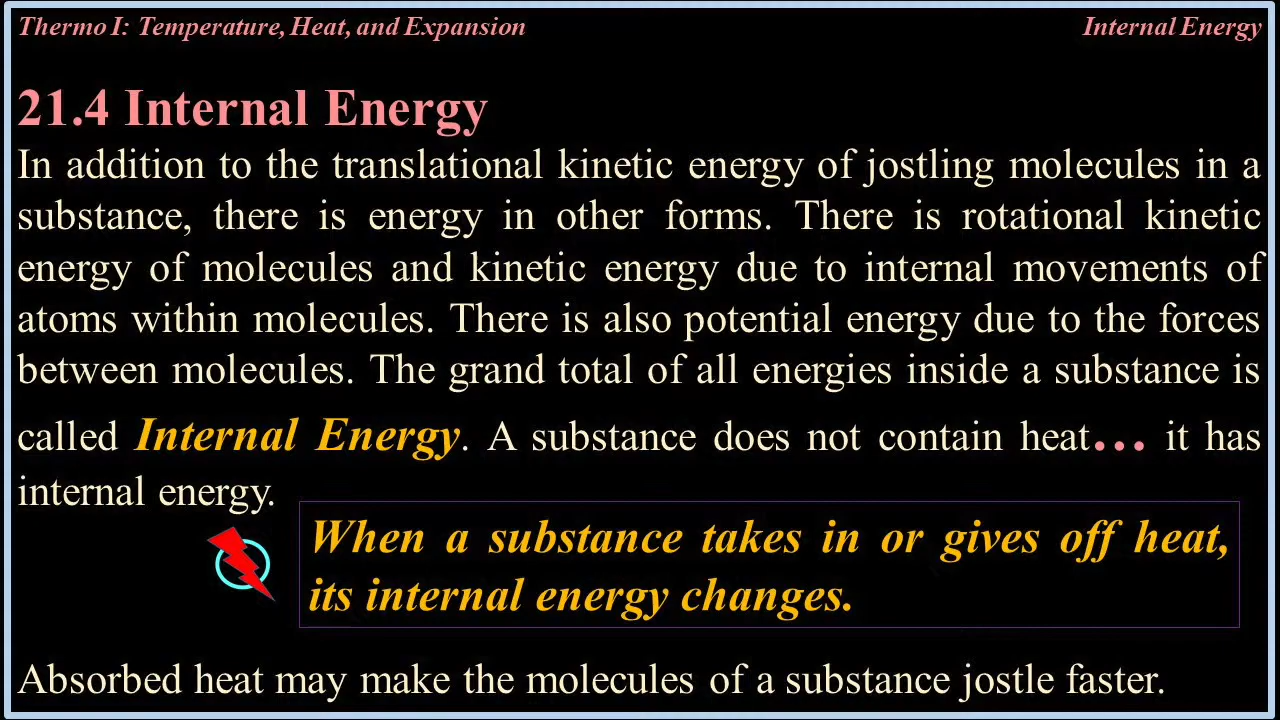 Thermo I: Temperature, Heat, and Expansion
Internal Energy
21.4 Internal Energy
In addition to the translational kinetic energy of jostling molecules in a
substance, there is energy in other forms. There is rotational kinetic
energy of molecules and kinetic energy due to internal movements of
atoms within molecules. There is also potential energy due to the forces
between molecules. The grand total of all energies inside a substance is
called Internal Energy. A substance does not contain heat… it has
internal energy.
When a substance takes in or gives off heat,
its internal energy changes.
Absorbed heat may make the molecules of a substance jostle faster.